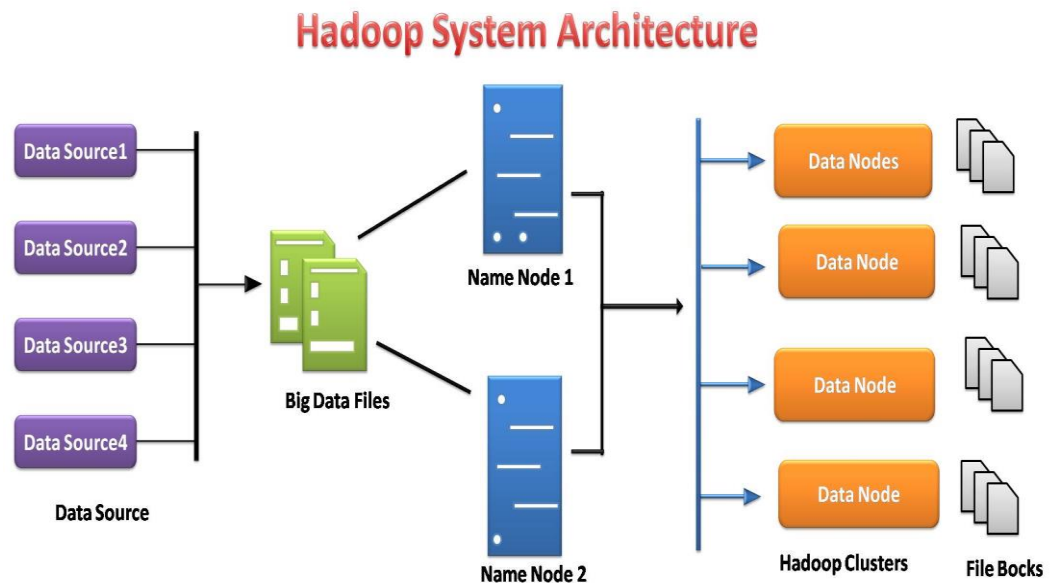 Hadoop System Architecture
Data Source1
Data Source2
Data Source3
Data Source4
Data Source
Big Data Files
Name Node 1
Name Node 2
Data Nodes
Data Node
Data Node
Data Node
Hadoop Clusters
File Bocks